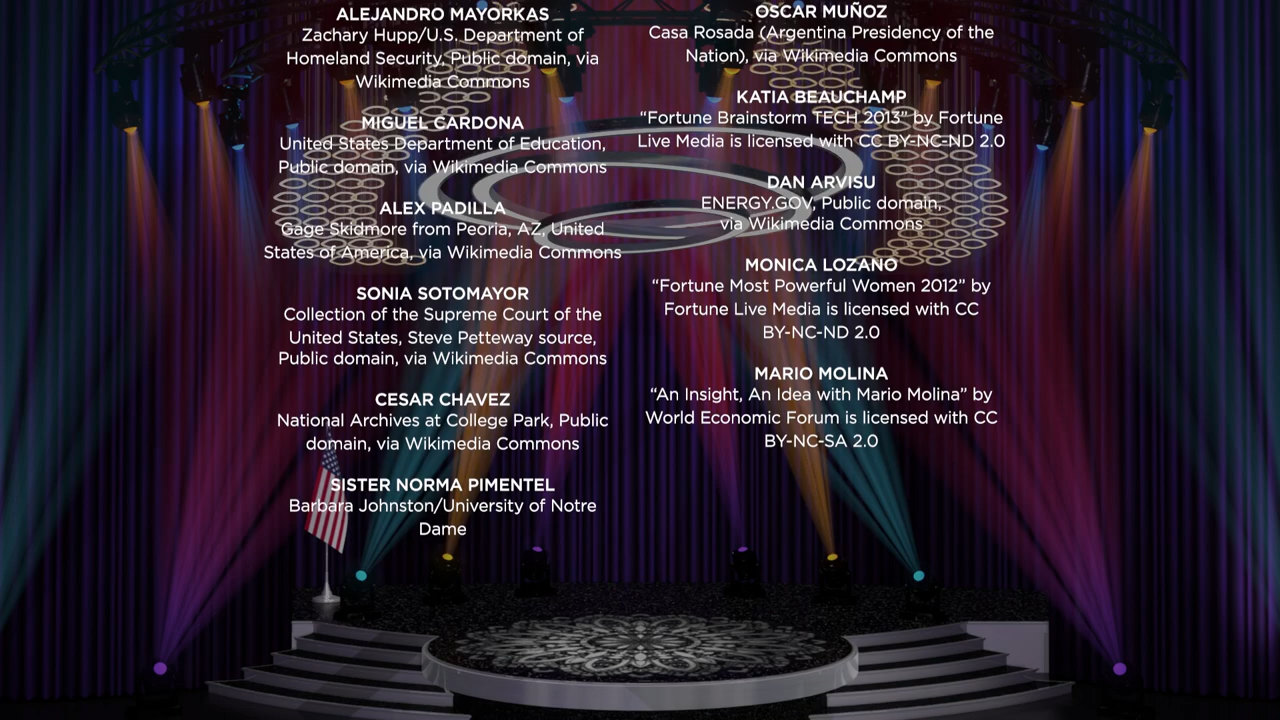 ALEJANDRO MAYORKAS
Zachary Hupp/U.S. Department of
Homeland Security, Public domain, via
Wikimedia Commons
MIGUEL CARDONA
United States Department of Education,
Public domain, via Wikimedia Commons
ALEX PADILLA
Gage Skidmore from Peoria, AZ, United
States of America, via Wikimedia Commons
SONIA SOTOMAYOR
Collection of the Supreme Court of the
United States, Steve Petteway source,
Public domain, via Wikimedia Commons
CESAR CHAVEZ
National Archives at College Park, Public
domain, via Wikimedia Commons
SISTER NORMA PIMENTEL
Barbara Johnston/University of Notre
Dame
OSCAR MUÑOZ
Casa Rosada (Argentina Presidency of the
Nation), via Wikimedia Commons
KATIA BEAUCHAMP
“Fortune Brainstorm TECH 2013” by Fortune
Live Media is licensed with CC BY-NC-ND 2.0
DAN ARVISU
ENERGY.GOV, Public domain,
via Wikimedia Commons
MONICA LOZANO
“Fortune Most Powerful Women 2012” by
Fortune Live Media is licensed with CC
BY-NC-ND 2.0
MARIO MOLINA
“An Insight, An Idea with Mario Molina” by
World Economic Forum is licensed with CC
BY-NC-SA 2.0